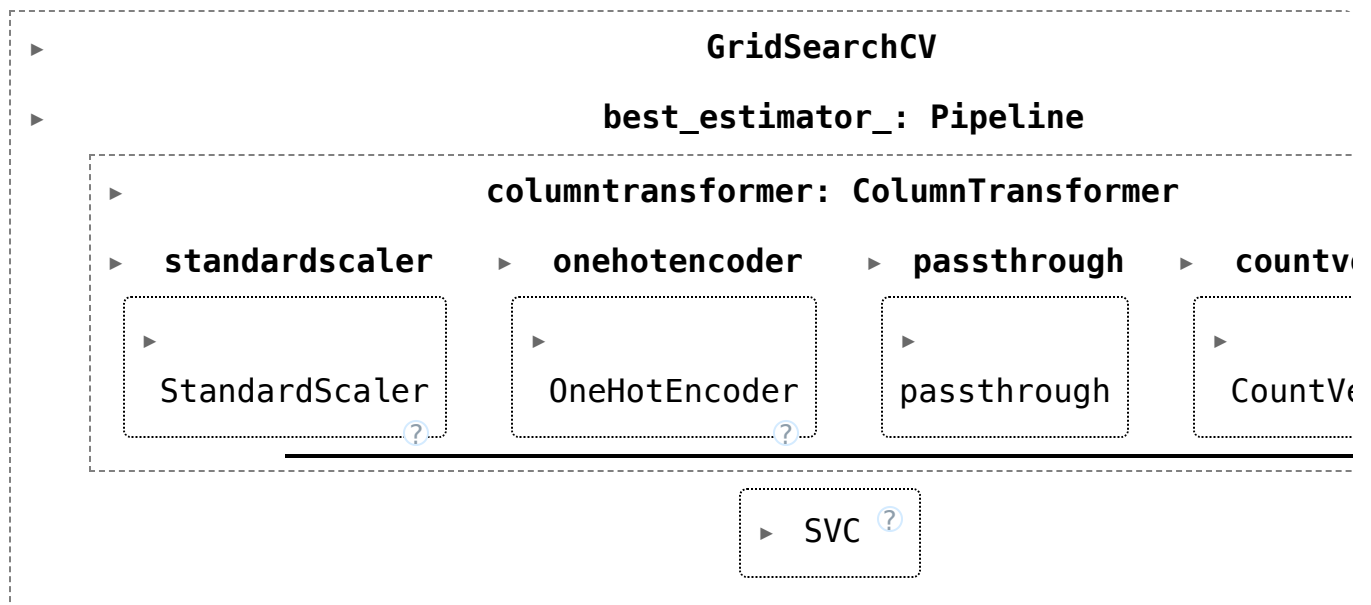 GridSearchCV
best_estimator_: Pipeline
columntransformer: ColumnTransformer
standardscaler onehotencoder passthrough
StandardScaler OneHotEncoder passthrough
? ?
SVC ?